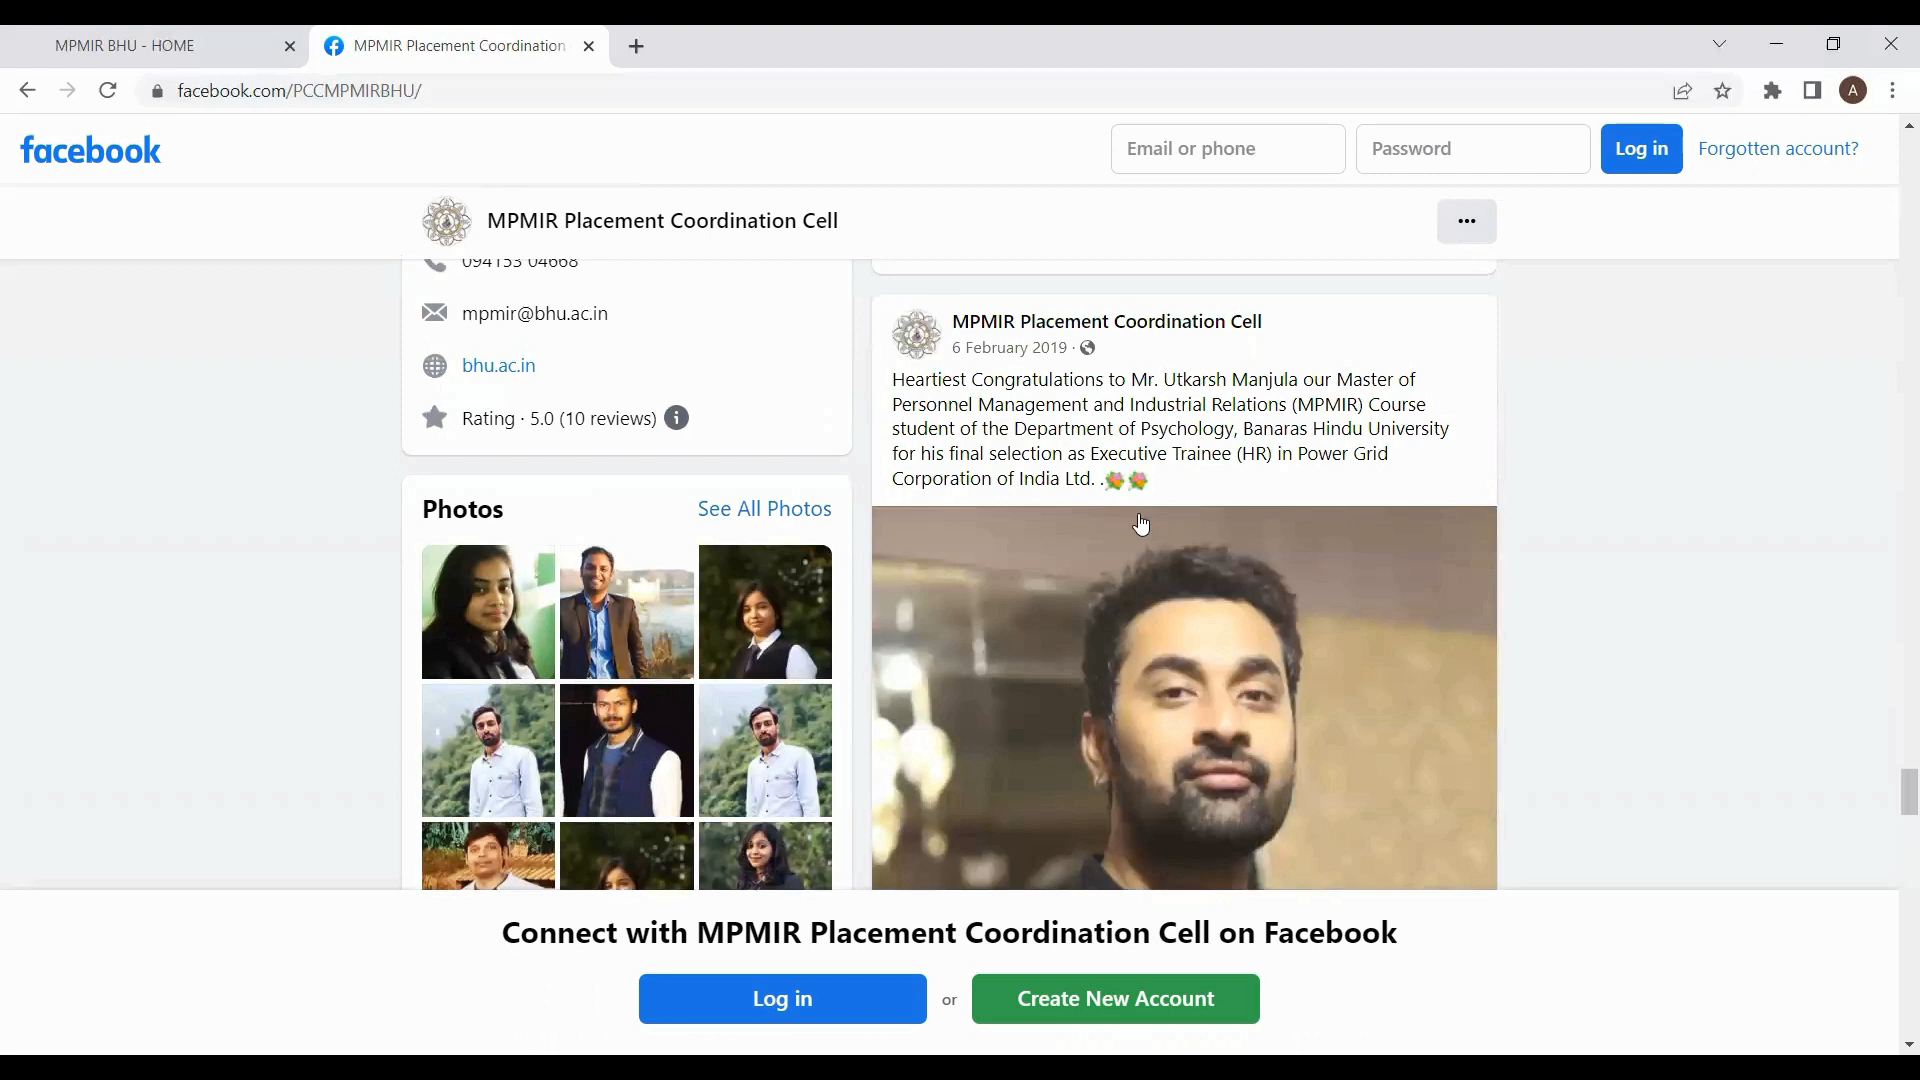 MPMIR BHU - HOME
MPMIR Placement Coordination
facebook.com/PCCMPMIRBHU/
A
facebook
Email or phone
Password
Log in
Forgotten account?
MPMIR Placement Coordination Cell
094153 04668
mpmir@bhu.ac.in
bhu.ac.in
Rating · 5.0 (10 reviews)
Photos
See All Photos
MPMIR Placement Coordination Cell
6 February 2019 ·
Heartiest Congratulations to Mr. Utkarsh Manjula our Master of
Personnel Management and Industrial Relations (MPMIR) Course
student of the Department of Psychology, Banaras Hindu University
for his final selection as Executive Trainee (HR) in Power Grid
Corporation of India Ltd. .💐💐
Connect with MPMIR Placement Coordination Cell on Facebook
Log in
or
Create New Account